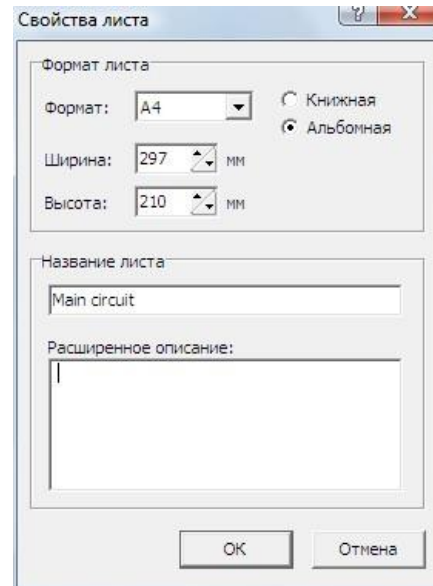 Свойства листа
Формат листа
Формат: A4
Книжная
Альбомная
Ширина: 297 мм
Высота: 210 мм
Название листа
Main circuit
Расширенное описание:
OK Отмена